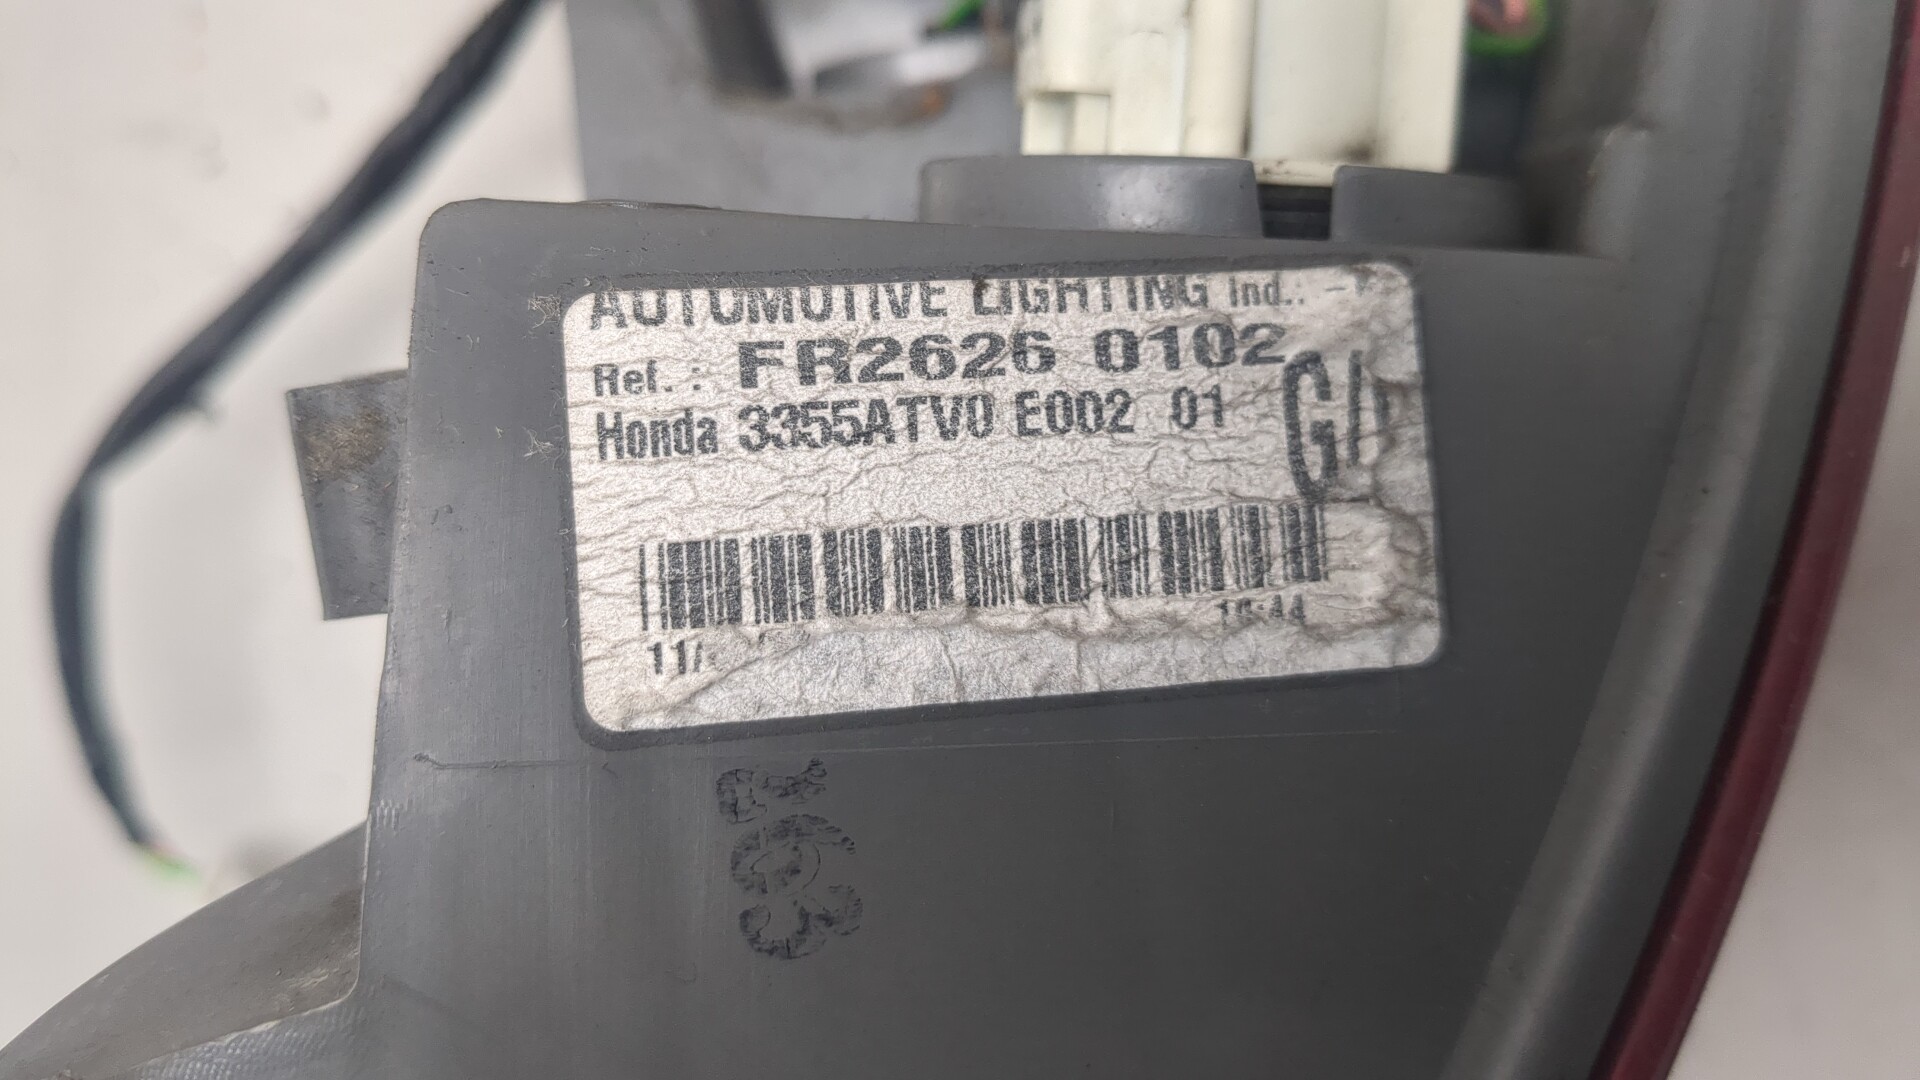 AUTOMOTIVE LIGHTING Ind..
Ref. : FR2626 0102
Honda 3355ATV0 E002 01
11/